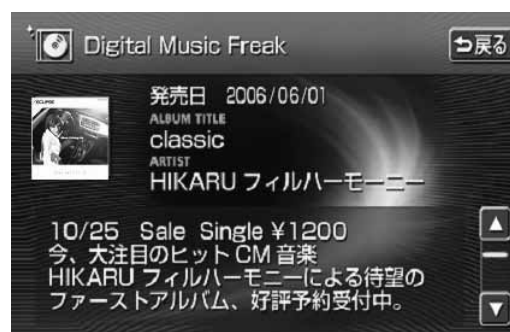 Digital Music Freak
戻る
発売日 2006/06/01
ALBUM TITLE
classic
ARTIST
HIKARU フィルハーモーニー
10/25 Sale Single ¥1200
今、大注目のヒット CM 音楽
HIKARU フィルハーモニーによる待望の
ファーストアルバム、好評予約受付中。